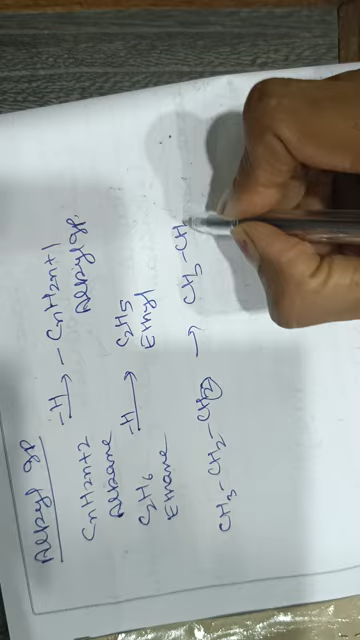 Alkyl gp
CnH2n+2 -H→ - CnH2n+1
Alkane Alkyl gp.
C2H6 -H→ C2H5
Ethane Ethyl
CH3-CH2-CH3 → CH3-CH